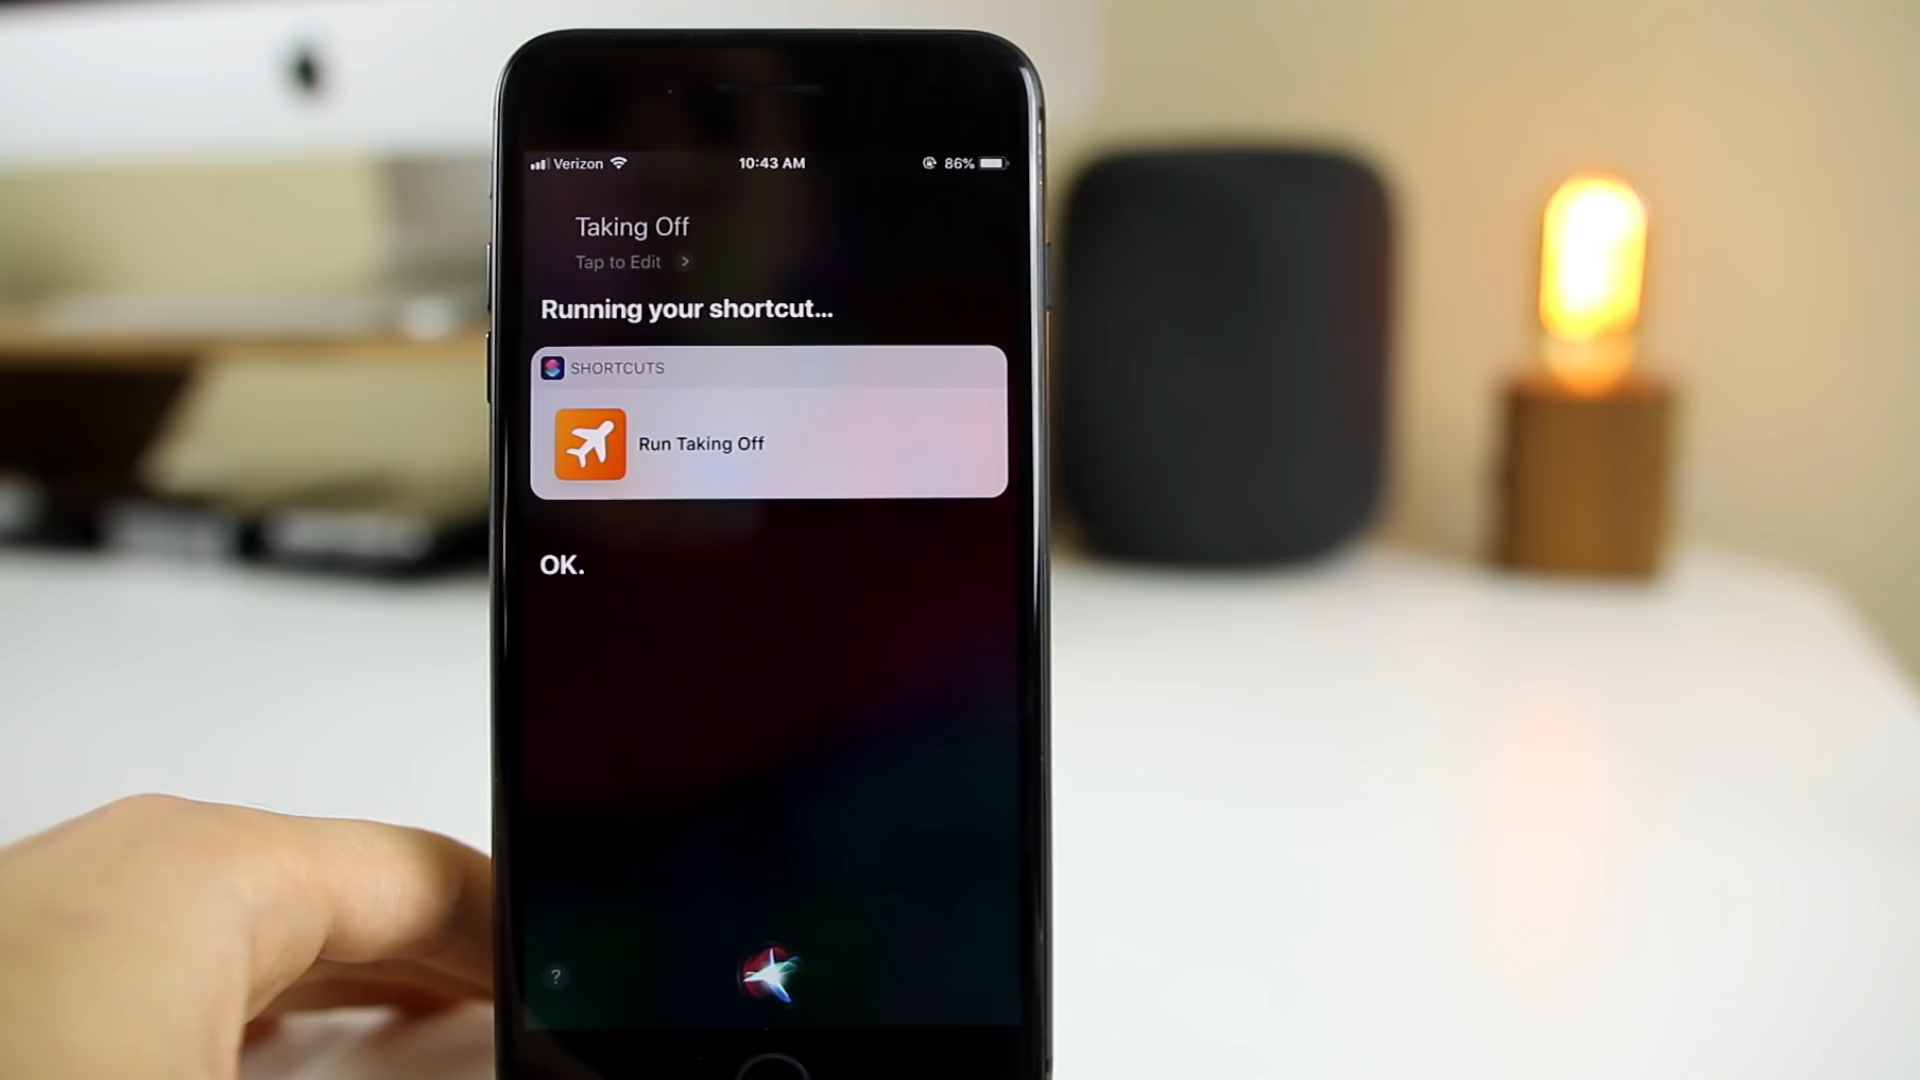 Verizon 10:43 AM 86%
Taking Off
Tap to Edit >
Running your shortcut...
SHORTCUTS
Run Taking Off
OK.
?